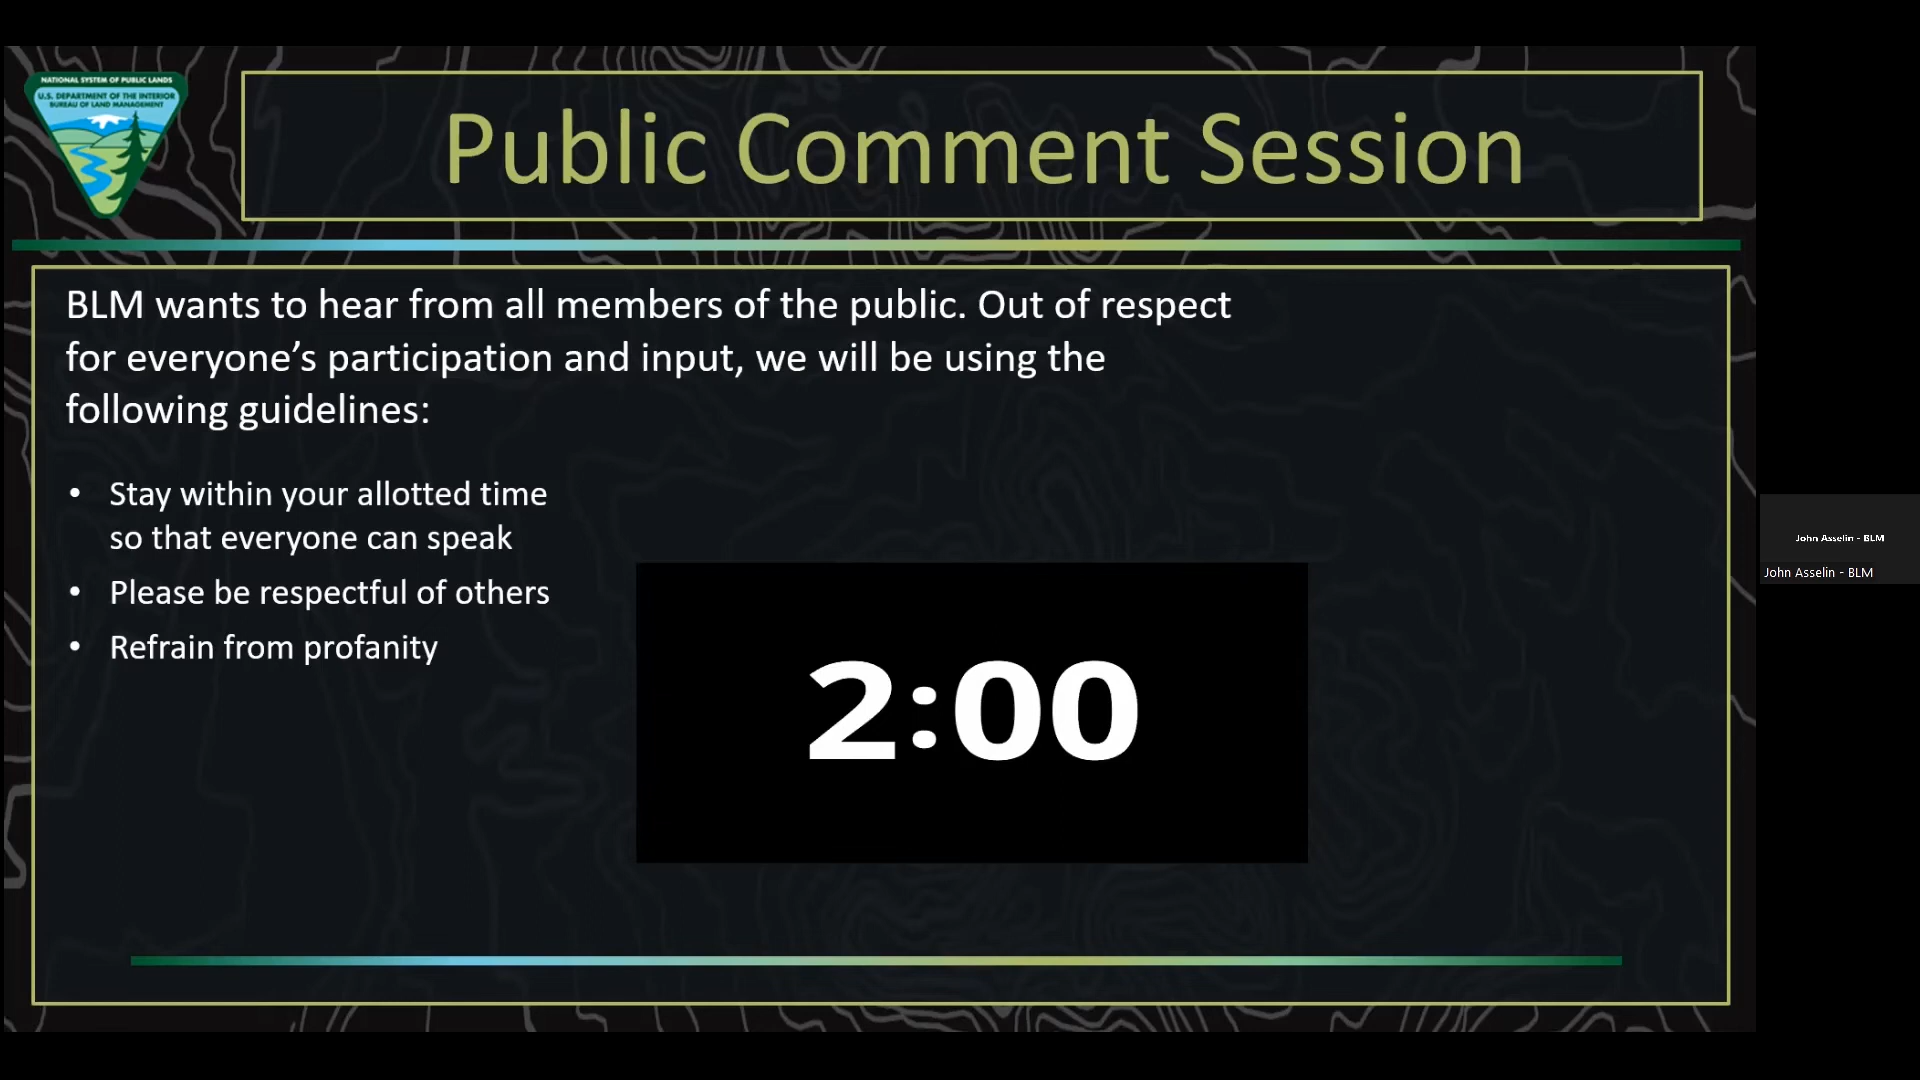 NATIONAL SYSTEM OF PUBLIC LANDS
U.S. DEPARTMENT OF THE INTERIOR
BUREAU OF LAND MANAGEMENT
Public Comment Session
BLM wants to hear from all members of the public. Out of respect
for everyone’s participation and input, we will be using the
following guidelines:
• Stay within your allotted time
so that everyone can speak
• Please be respectful of others
• Refrain from profanity
2:00
John Asselin - BLM
John Asselin - BLM